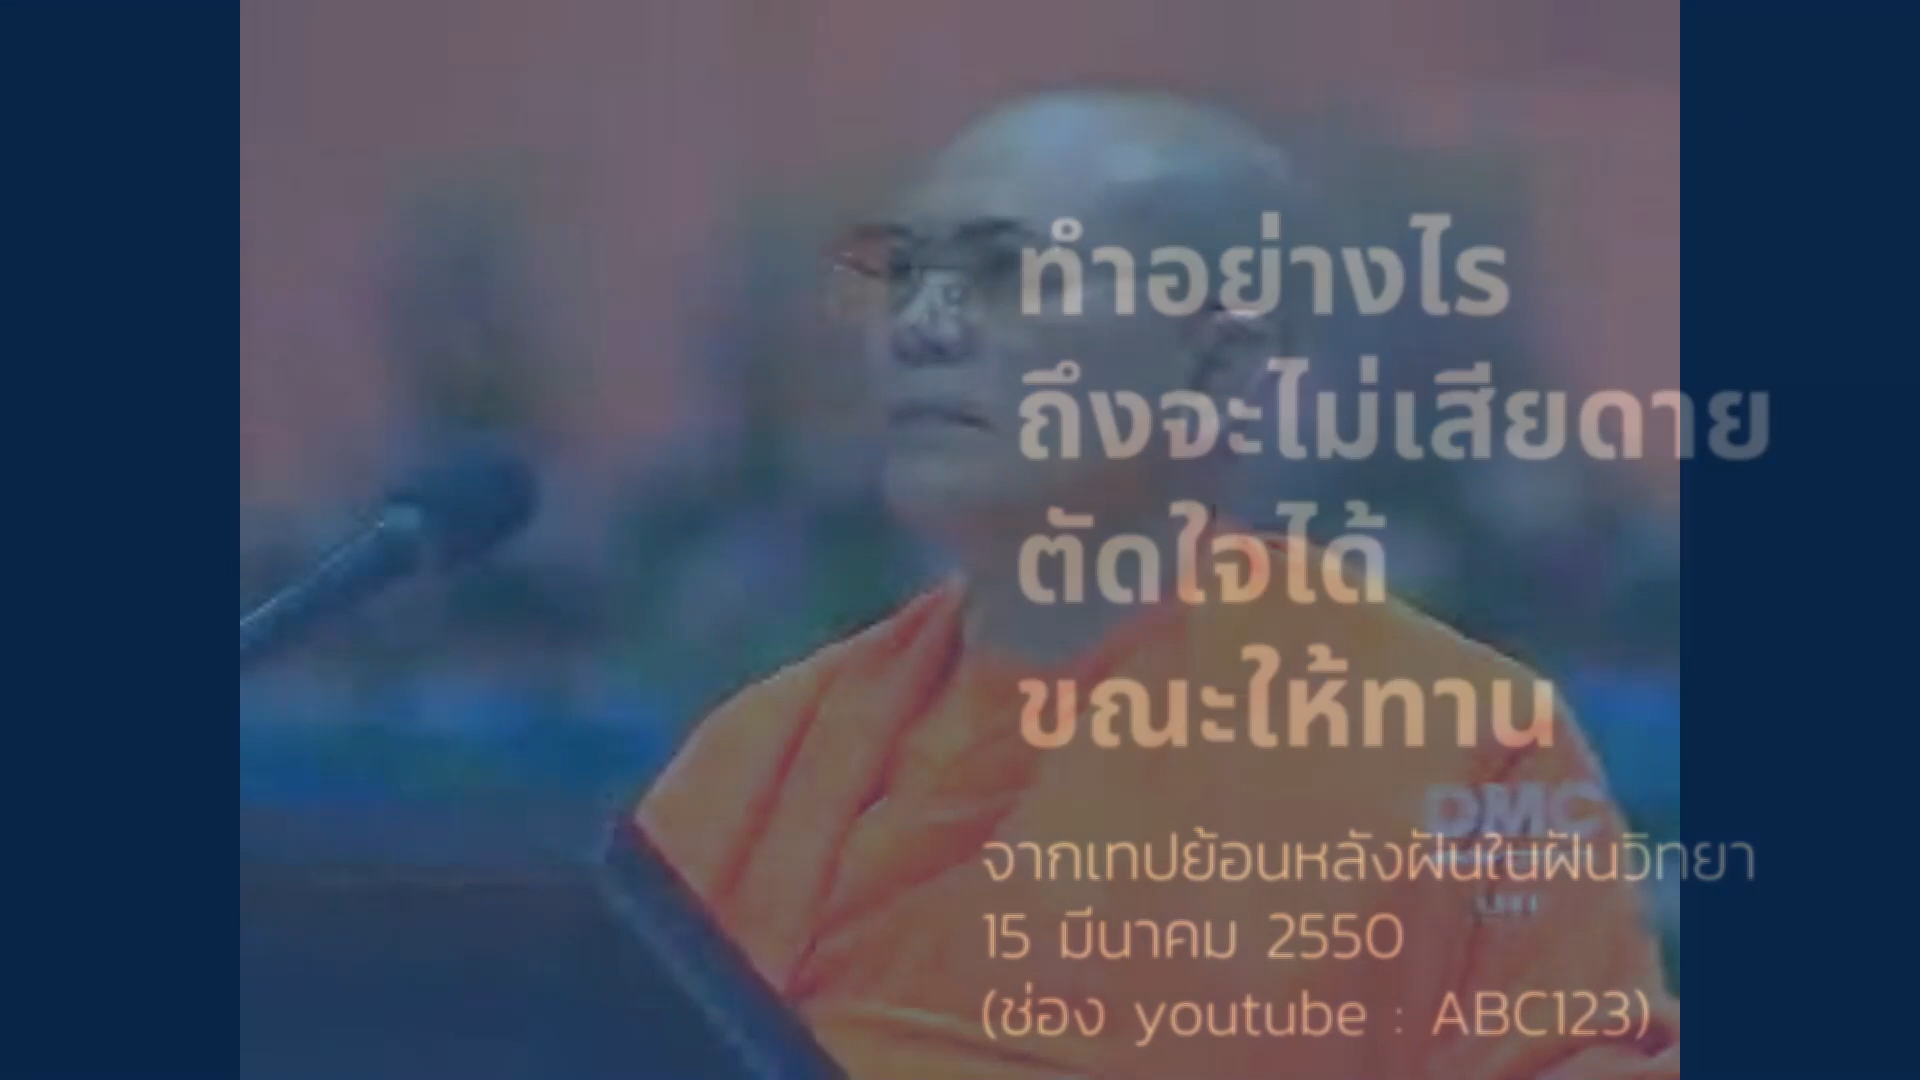 ทำอย่างไร
ถึงจะไม่เสียดาย
ตัดใจได้
ขณะให้ทาน
DMC
จากเทปย้อนหลังฝันในฝันวิทยา
15 มีนาคม 2550
(ช่อง youtube : ABC123)